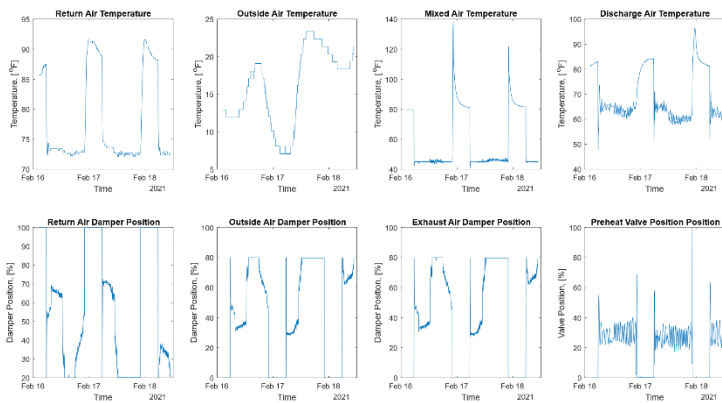 Return Air Temperature
95
90
85
80
75
70
Temperature, [°F]
Feb 16
Feb 17
Feb 18
Time
2021
Outside Air Temperature
25
20
15
10
5
Temperature, [°F]
Feb 16
Feb 17
Feb 18
Time
2021
Mixed Air Temperature
140
120
100
80
60
40
Temperature, [°F]
Feb 16
Feb 17
Feb 18
Time
2021
Discharge Air Temperature
100
90
80
70
60
50
40
Temperature, [°F]
Feb 16
Feb 17
Feb 18
Time
2021
Return Air Damper Position
100
90
80
70
60
50
40
30
20
Damper Position, [%]
Feb 16
Feb 17
Feb 18
Time
2021
Outside Air Damper Position
100
80
60
40
20
0
Damper Position, [%]
Feb 16
Feb 17
Feb 18
Time
2021
Exhaust Air Damper Position
100
80
60
40
20
0
Damper Position, [%]
Feb 16
Feb 17
Feb 18
Time
2021
Preheat Valve Position Position
100
80
60
40
20
0
Valve Position, [%]
Feb 16
Feb 17
Feb 18
Time
2021